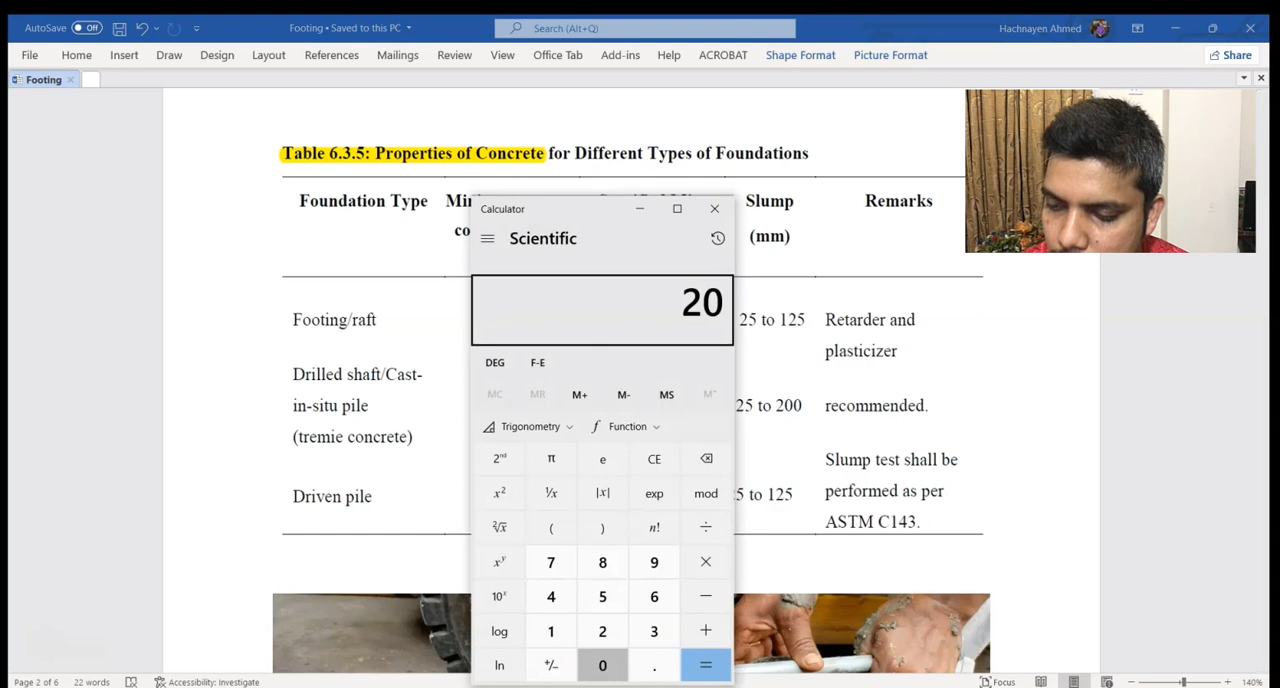 AutoSave Off Footing • Saved to this PC Search (Alt+Q) Hachnayen Ahmed
File Home Insert Draw Design Layout References Mailings Review View Office Tab Add-ins Help ACROBAT Shape Format Picture Format Share
Footing
Table 6.3.5: Properties of Concrete for Different Types of Foundations
Foundation Type Slump Remarks
(mm)
Calculator
Scientific
20
DEG F-E
MC MR M+ M- MS M˅
Trigonometry f Function
2nd π e CE
x² ¹/x |x| exp mod
²√x ( ) n! ÷
xʸ 7 8 9 ×
10ˣ 4 5 6 −
log 1 2 3 +
ln +/− 0 . =
Footing/raft 25 to 125 Retarder and
plasticizer
Drilled shaft/Cast-
in-situ pile 25 to 200 recommended.
(tremie concrete)
Slump test shall be
Driven pile 5 to 125 performed as per
ASTM C143.
Page 2 of 6 22 words Accessibility: Investigate Focus 140%